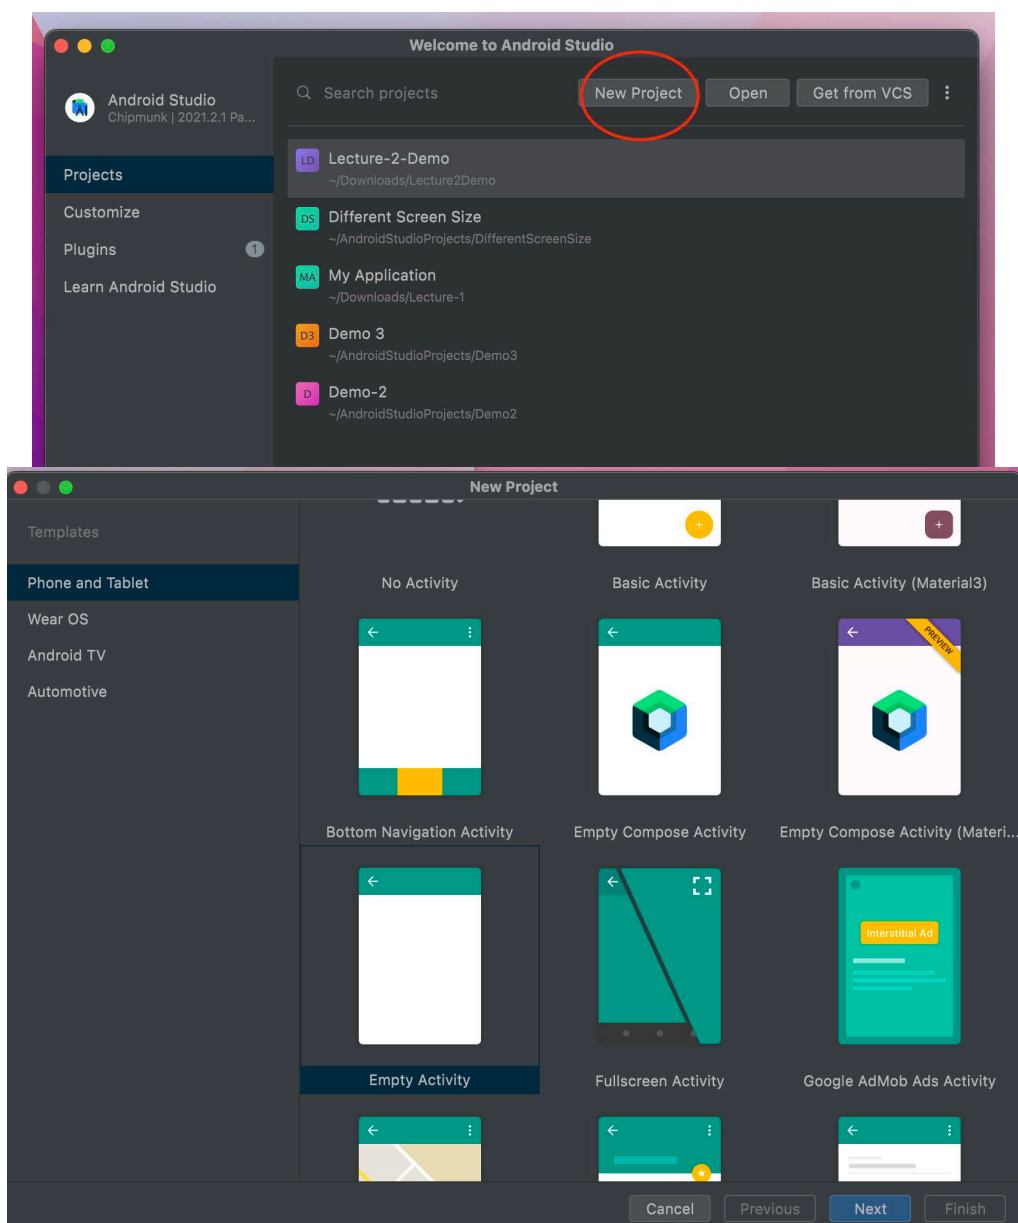 Welcome to Android Studio
Android Studio
Chipmunk | 2021.2.1 Pa...
Search projects
New Project
Open
Get from VCS
Projects
Customize
Plugins
1
Learn Android Studio
LD
Lecture-2-Demo
~/Downloads/Lecture2Demo
DS
Different Screen Size
~/AndroidStudioProjects/DifferentScreenSize
MA
My Application
~/Downloads/Lecture-1
D3
Demo 3
~/AndroidStudioProjects/Demo3
D
Demo-2
~/AndroidStudioProjects/Demo2
New Project
Templates
Phone and Tablet
Wear OS
Android TV
Automotive
No Activity
Basic Activity
Basic Activity (Material3)
PREVIEW
Bottom Navigation Activity
Empty Compose Activity
Empty Compose Activity (Materi...
Interstitial Ad
Empty Activity
Fullscreen Activity
Google AdMob Ads Activity
Cancel
Previous
Next
Finish